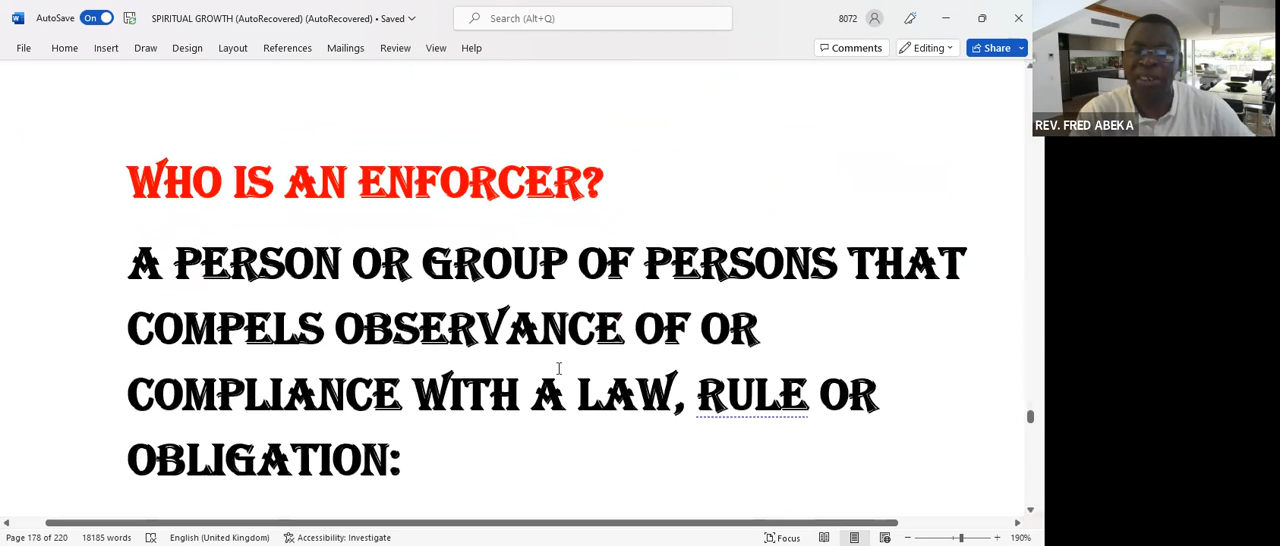 AutoSave On SPIRITUAL GROWTH (AutoRecovered) (AutoRecovered) • Saved Search (Alt+Q) 8072
File Home Insert Draw Design Layout References Mailings Review View Help Comments Editing Share
REV. FRED ABEKA
WHO IS AN ENFORCER?
A PERSON OR GROUP OF PERSONS THAT
COMPELS OBSERVANCE OF OR
COMPLIANCE WITH A LAW, RULE OR
OBLIGATION:
Page 178 of 220 18185 words English (United Kingdom) Accessibility: Investigate Focus 190%